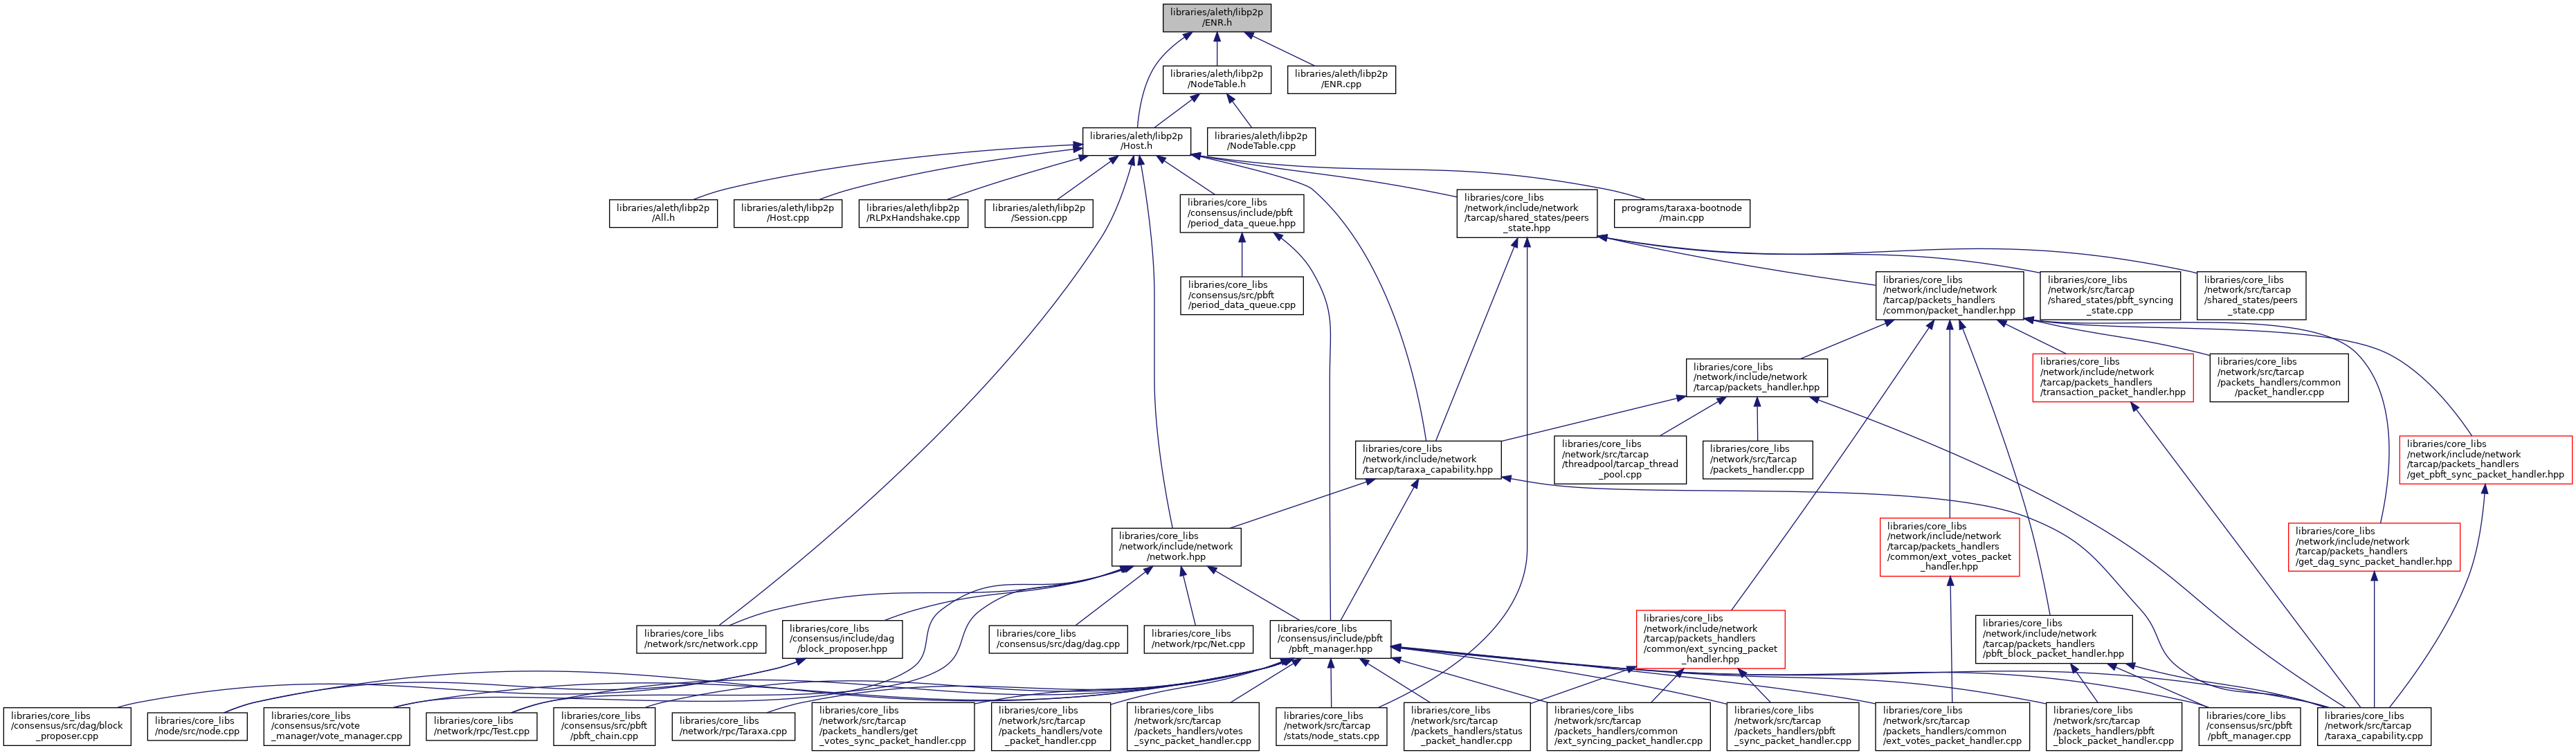 libraries/aleth/libp2p
/ENR.h
libraries/aleth/libp2p
/NodeTable.h
libraries/aleth/libp2p
/ENR.cpp
libraries/aleth/libp2p
/Host.h
libraries/aleth/libp2p
/NodeTable.cpp
libraries/aleth/libp2p
/All.h
libraries/aleth/libp2p
/Host.cpp
libraries/aleth/libp2p
/RLPxHandshake.cpp
libraries/aleth/libp2p
/Session.cpp
libraries/core_libs
/consensus/include/pbft
/period_data_queue.hpp
libraries/core_libs
/network/include/network
/tarcap/shared_states/peers
_state.hpp
programs/taraxa-bootnode
/main.cpp
libraries/core_libs
/consensus/src/pbft
/period_data_queue.cpp
libraries/core_libs
/network/include/network
/tarcap/packets_handlers
/common/packet_handler.hpp
libraries/core_libs
/network/src/tarcap
/shared_states/pbft_syncing
_state.cpp
libraries/core_libs
/network/src/tarcap
/shared_states/peers
_state.cpp
libraries/core_libs
/network/include/network
/tarcap/packets_handler.hpp
libraries/core_libs
/network/include/network
/tarcap/packets_handlers
/transaction_packet_handler.hpp
libraries/core_libs
/network/src/tarcap
/packets_handlers/common
/packet_handler.cpp
libraries/core_libs
/network/include/network
/tarcap/taraxa_capability.hpp
libraries/core_libs
/network/src/tarcap
/threadpool/tarcap_thread
_pool.cpp
libraries/core_libs
/network/src/tarcap
/packets_handler.cpp
libraries/core_libs
/network/include/network
/tarcap/packets_handlers
/get_pbft_sync_packet_handler.hpp
libraries/core_libs
/network/include/network
/network.hpp
libraries/core_libs
/network/include/network
/tarcap/packets_handlers
/common/ext_votes_packet
_handler.hpp
libraries/core_libs
/network/include/network
/tarcap/packets_handlers
/get_dag_sync_packet_handler.hpp
libraries/core_libs
/network/src/network.cpp
libraries/core_libs
/consensus/include/dag
/block_proposer.hpp
libraries/core_libs
/consensus/src/dag/dag.cpp
libraries/core_libs
/network/rpc/Net.cpp
libraries/core_libs
/consensus/include/pbft
/pbft_manager.hpp
libraries/core_libs
/network/include/network
/tarcap/packets_handlers
/common/ext_syncing_packet
_handler.hpp
libraries/core_libs
/network/include/network
/tarcap/packets_handlers
/pbft_block_packet_handler.hpp
libraries/core_libs
/consensus/src/dag/block
_proposer.cpp
libraries/core_libs
/node/src/node.cpp
libraries/core_libs
/consensus/src/vote
_manager/vote_manager.cpp
libraries/core_libs
/network/rpc/Test.cpp
libraries/core_libs
/consensus/src/pbft
/pbft_chain.cpp
libraries/core_libs
/network/rpc/Taraxa.cpp
libraries/core_libs
/network/src/tarcap
/packets_handlers/get
_votes_sync_packet_handler.cpp
libraries/core_libs
/network/src/tarcap
/packets_handlers/vote
_packet_handler.cpp
libraries/core_libs
/network/src/tarcap
/packets_handlers/votes
_sync_packet_handler.cpp
libraries/core_libs
/network/src/tarcap
/stats/node_stats.cpp
libraries/core_libs
/network/src/tarcap
/packets_handlers/status
_packet_handler.cpp
libraries/core_libs
/network/src/tarcap
/packets_handlers/common
/ext_syncing_packet_handler.cpp
libraries/core_libs
/network/src/tarcap
/packets_handlers/pbft
_sync_packet_handler.cpp
libraries/core_libs
/network/src/tarcap
/packets_handlers/common
/ext_votes_packet_handler.cpp
libraries/core_libs
/network/src/tarcap
/packets_handlers/pbft
_block_packet_handler.cpp
libraries/core_libs
/consensus/src/pbft
/pbft_manager.cpp
libraries/core_libs
/network/src/tarcap
/taraxa_capability.cpp